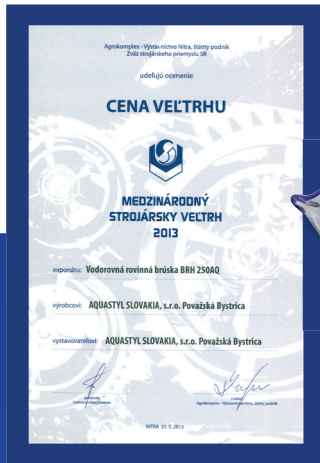 Agrokomplex - Výstavníctvo Nitra, štátny podnik
Zväz strojárskeho priemyslu SR
udeľujú ocenenie
CENA VEĽTRHU
MEDZINÁRODNÝ
STROJÁRSKY VEĽTRH
2013
exponátu: Vodorovná rovinná brúska BRH 250AQ
výrobcovi: AQUASTYL SLOVAKIA, s.r.o. Považská Bystrica
vystavovateľovi: AQUASTYL SLOVAKIA, s.r.o. Považská Bystrica
Agrokomplex - Výstavníctvo Nitra, štátny podnik
NITRA 21. 5. 2013